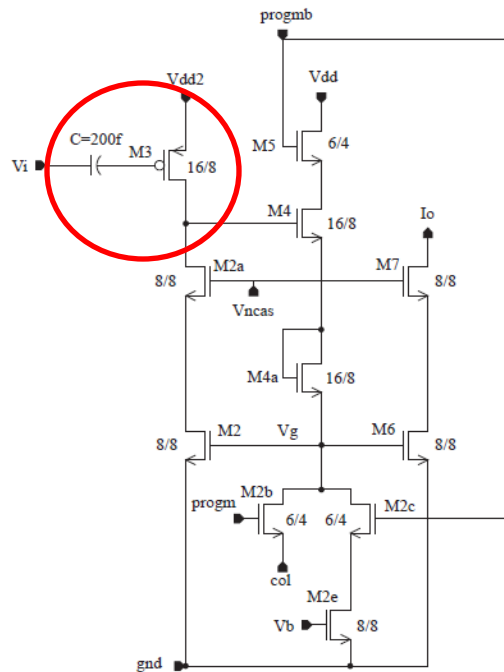 progmb
Vdd2
Vdd
C=200f
M3
M5
6/4
Vi
16/8
M4
16/8
Io
M2a
M7
8/8
8/8
Vncas
M4a
16/8
M2
Vg
M6
8/8
8/8
M2b
M2c
progm
6/4
6/4
col
M2e
Vb
8/8
gnd